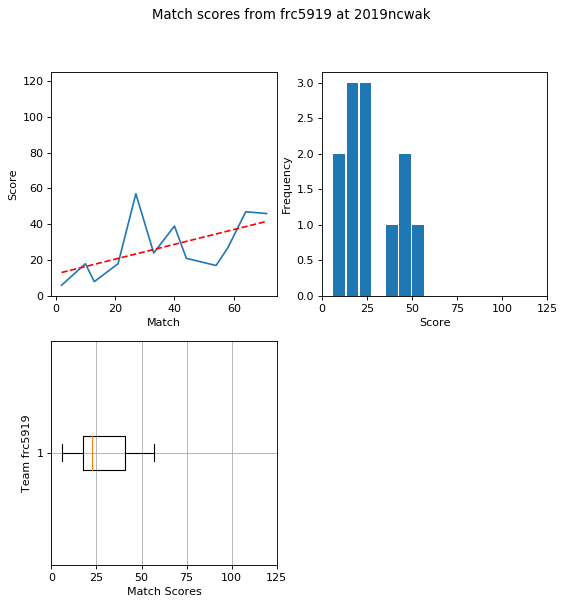 Match scores from frc5919 at 2019ncwak
120
100
80
60
40
20
0
Score
0 20 40 60
Match
3.0
2.5
2.0
1.5
1.0
0.5
0.0
Frequency
0 25 50 75 100 125
Score
Team frc5919
1
0 25 50 75 100 125
Match Scores